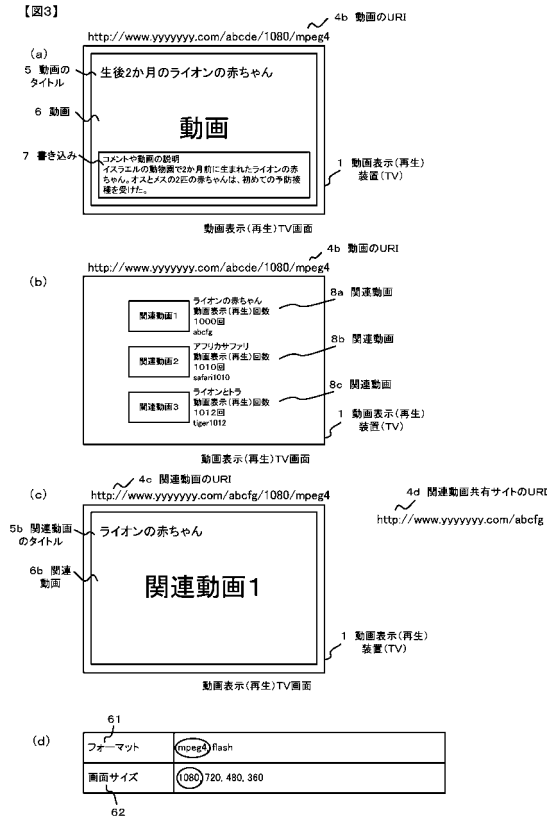 【図3】
4b 動画のURI
http://www.yyyyyyy.com/abcde/1080/mpeg4
(a)
5 動画の
タイトル
生後2か月のライオンの赤ちゃん
6 動画
動画
7 書き込み
コメントや動画の説明
イスラエルの動物画で2か月前に生まれたライオンの赤
ちゃん。オスとメスの2匹の赤ちゃんは、初めての予防接
種を受けた。
1 動画表示(再生)
装置(TV)
動画表示(再生)TV画面
4b 動画のURI
http://www.yyyyyyy.com/abcde/1080/mpeg4
(b)
関連動画1
ライオンの赤ちゃん
動画表示(再生)回数
1000回
abcfg
8a 関連動画
関連動画2
アフリカサファリ
動画表示(再生)回数
1010回
safari1010
8b 関連動画
関連動画3
ライオンとトラ
動画表示(再生)回数
1012回
tiger1012
8c 関連動画
1 動画表示(再生)
装置(TV)
動画表示(再生)TV画面
4c 関連動画のURI
(c)
http://www.yyyyyyy.com/abcfg/1080/mpeg4
4d 関連動画共有サイトのURI
http://www.yyyyyyy.com/abcfg
5b 関連動画
のタイトル
ライオンの赤ちゃん
6b 関連
動画
関連動画1
1 動画表示(再生)
装置(TV)
動画表示(再生)TV画面
(d)
61
フォーマット
mpeg4, flash
画面サイズ
1080, 720, 480, 360
62